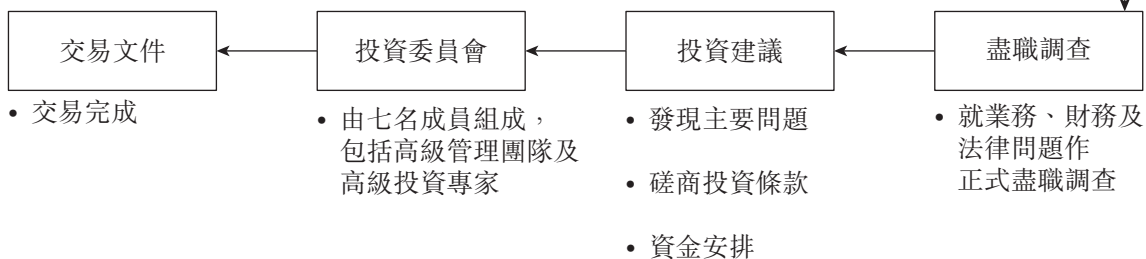 交易文件
投資委員會
投資建議
盡職調查
• 交易完成
• 由七名成員組成，
包括高級管理團隊及
高級投資專家
• 發現主要問題
• 磋商投資條款
• 資金安排
• 就業務、財務及
法律問題作
正式盡職調查